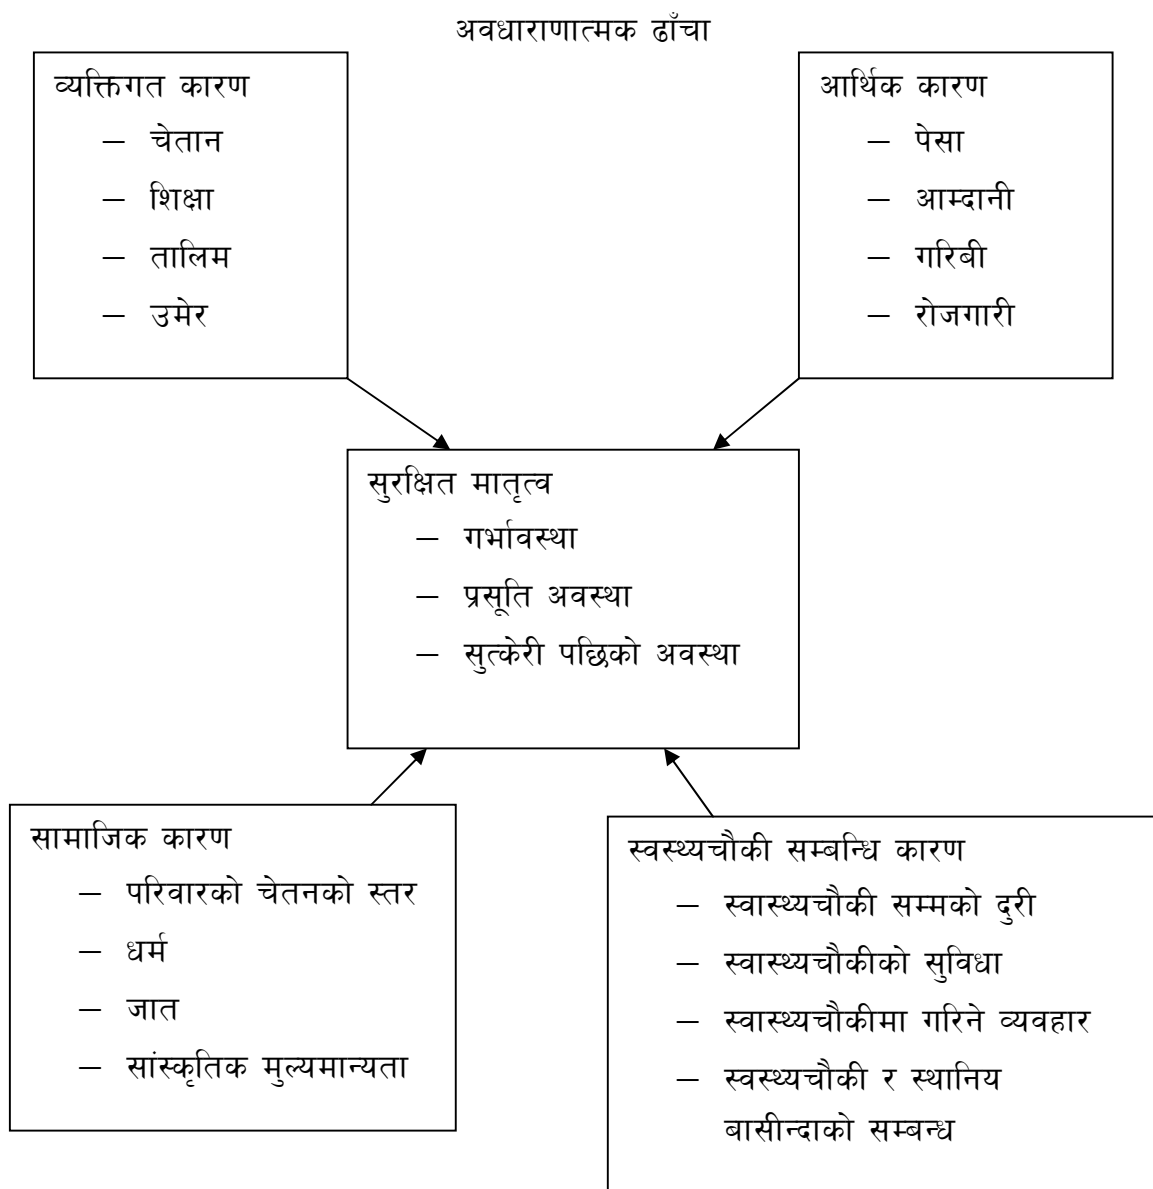 अवधाराणात्मक ढाँचा
व्यक्तिगत कारण
– चेतान
– शिक्षा
– तालिम
– उमेर
आर्थिक कारण
– पेसा
– आम्दानी
– गरिबी
– रोजगारी
सुरक्षित मातृत्व
– गर्भावस्था
– प्रसूति अवस्था
– सुत्केरी पछिको अवस्था
सामाजिक कारण
– परिवारको चेतनको स्तर
– धर्म
– जात
– सांस्कृतिक मुल्यमान्यता
स्वस्थ्यचौकी सम्बन्धि कारण
– स्वास्थ्यचौकी सम्मको दुरी
– स्वास्थ्यचौकीको सुविधा
– स्वास्थ्यचौकीमा गरिने व्यवहार
– स्वस्थ्यचौकी र स्थानिय
बासीन्दाको सम्बन्ध